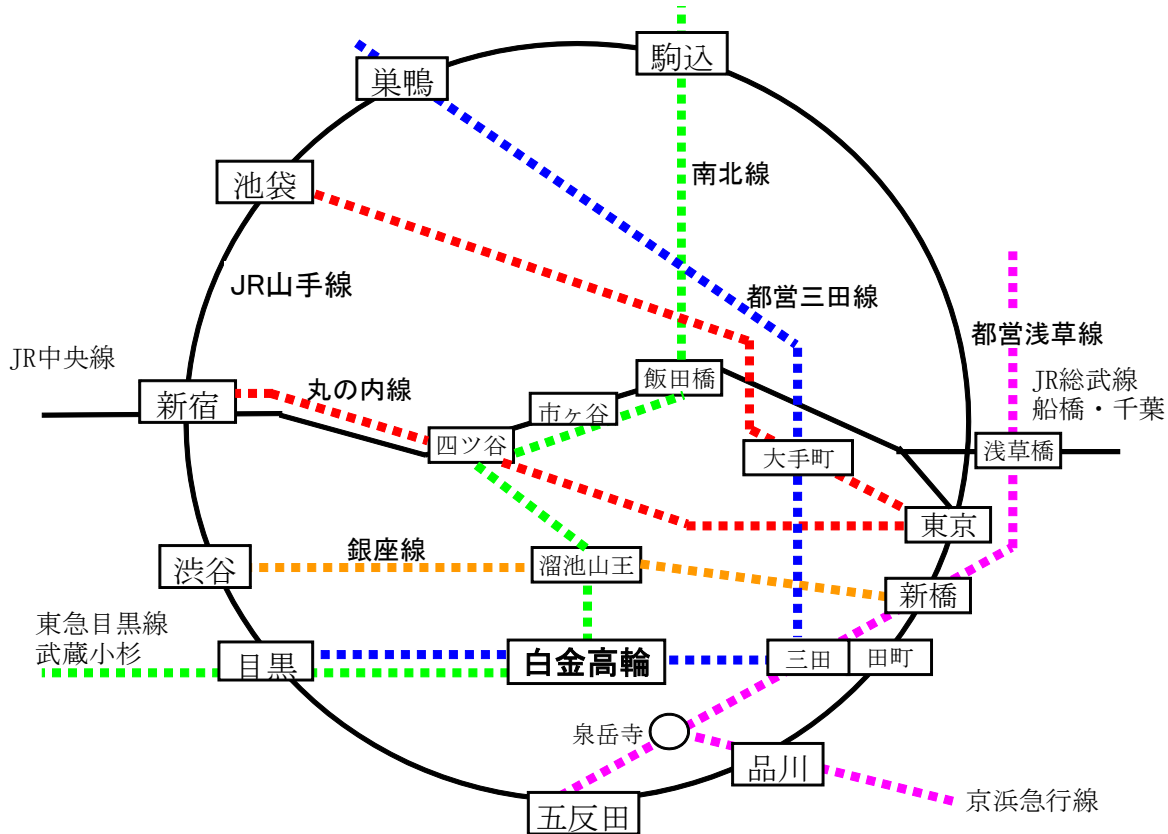 駒込
巣鴨
池袋
南北線
JR山手線
都営三田線
都営浅草線
JR中央線
JR総武線
船橋・千葉
新宿
丸の内線
飯田橋
市ヶ谷
四ツ谷
大手町
浅草橋
東京
銀座線
渋谷
溜池山王
新橋
東急目黒線
武蔵小杉
目黒
白金高輪
三田
田町
泉岳寺
品川
五反田
京浜急行線